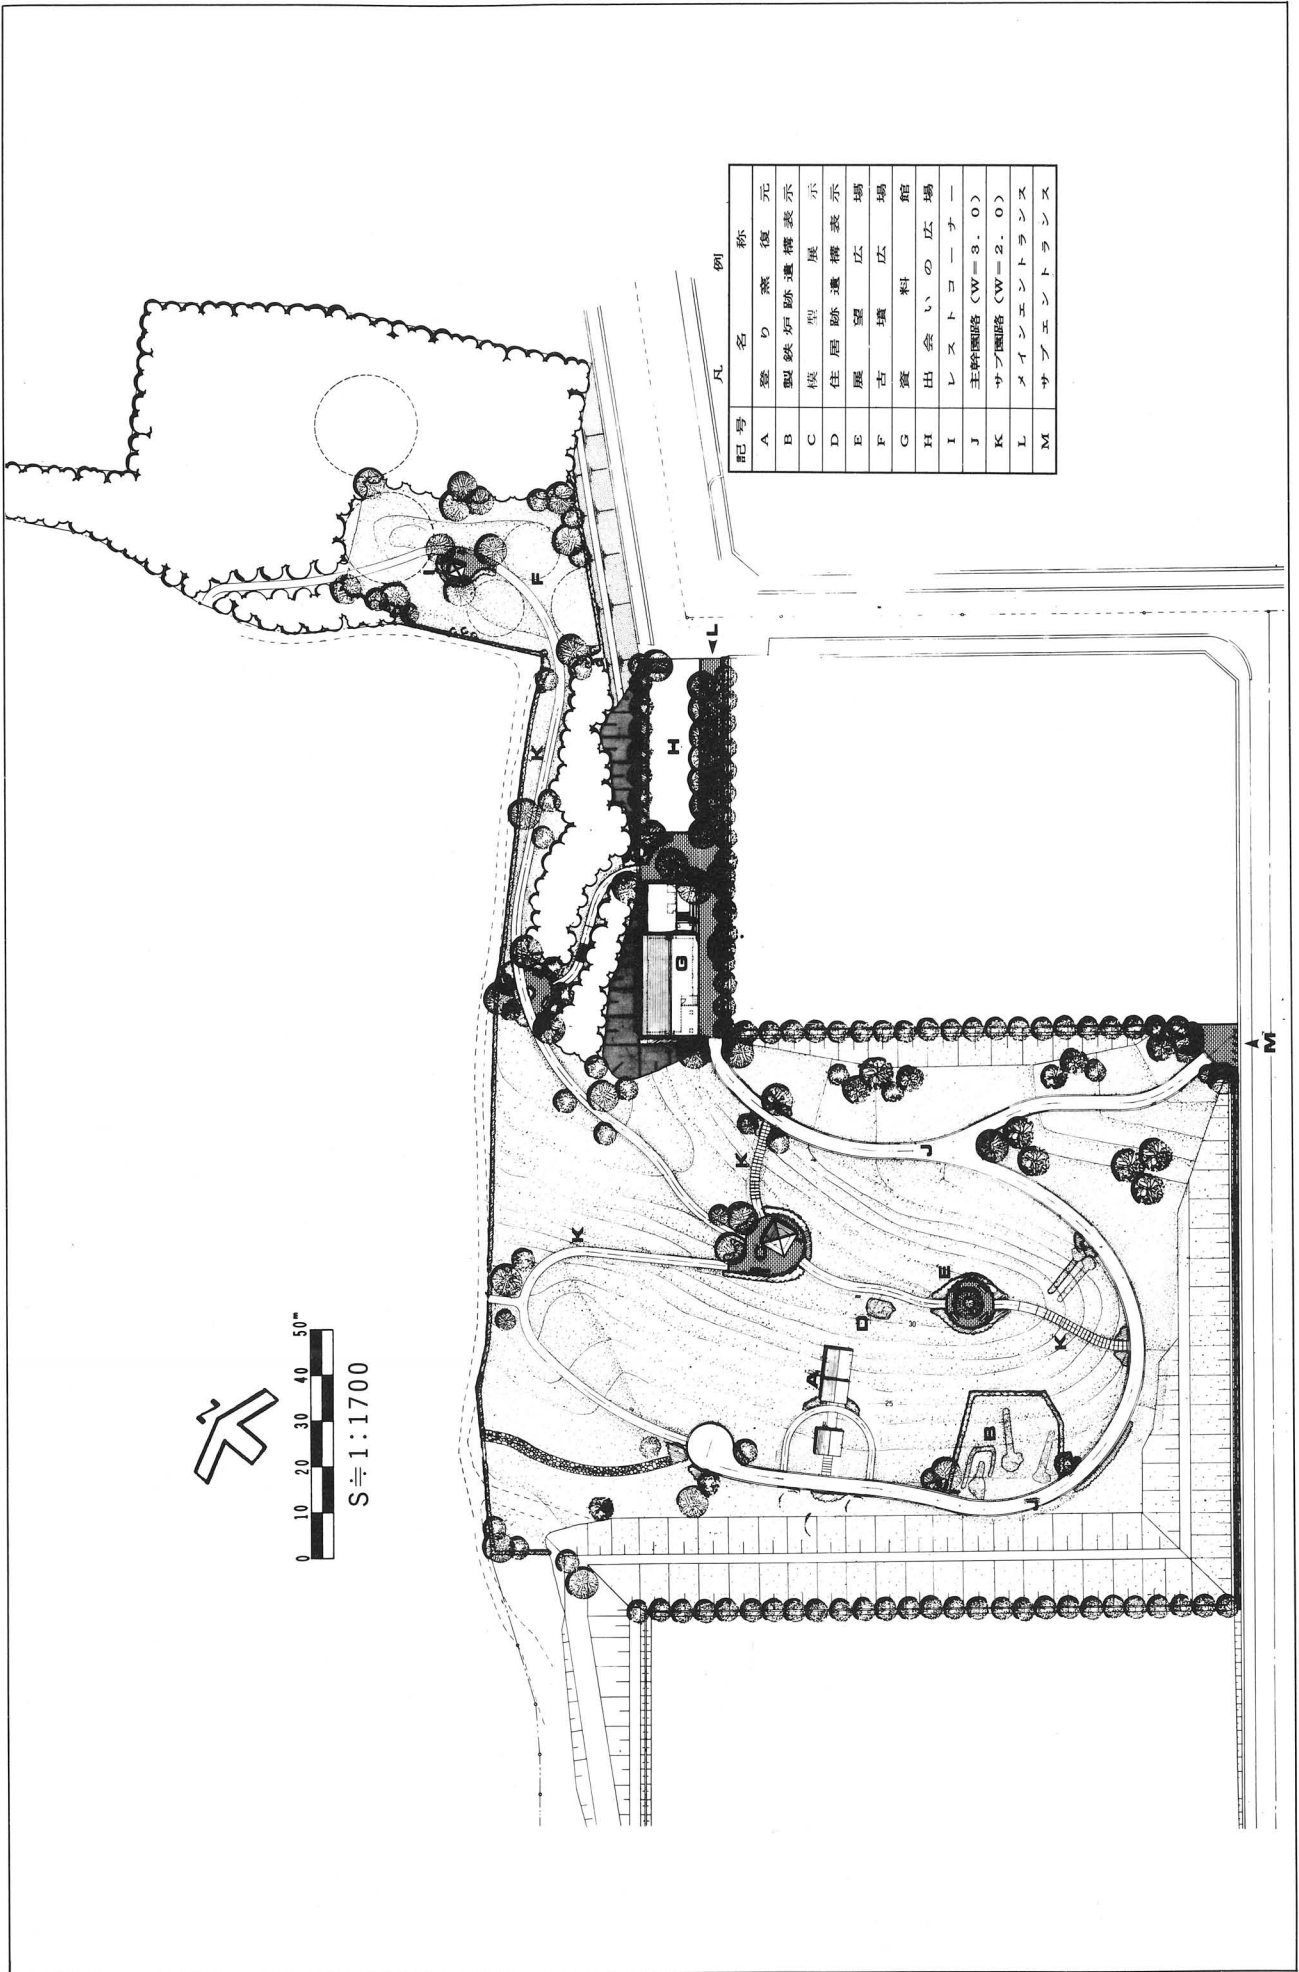 凡例
記号 名称
A 登り窯復元
B 製鉄炉跡遺構表示
C 模型展示
D 住居跡遺構表示
E 展望広場
F 古墳広場
G 資料館
H 出会いの広場
I レストコーナー
J 主幹園路(W=3.0)
K サブ園路(W=2.0)
L メインエントランス
M サブエントランス
0 10 20 30 40 50m
S≒1:1700
I
F
K
L
H
G
K
K
C
J
E
D
30
K
A
25
B
J
M